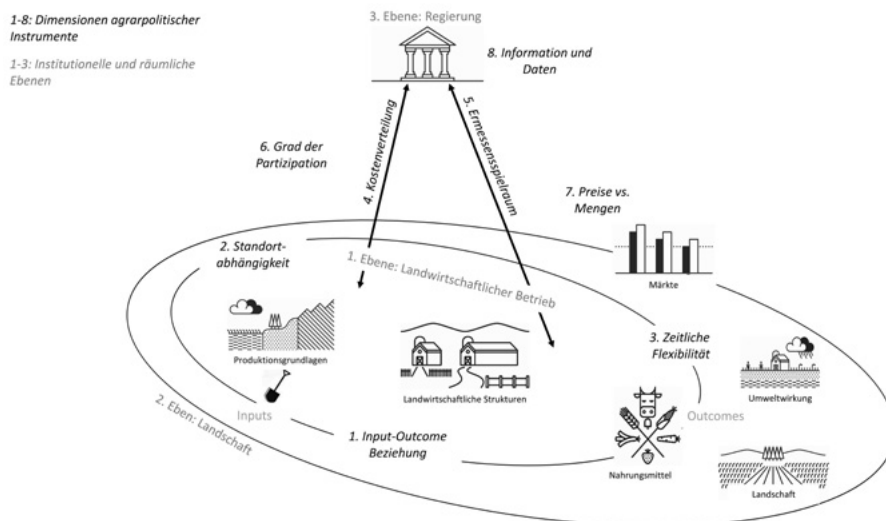 1-8: Dimensionen agrarpolitischer
Instrumente
1-3: Institutionelle und räumliche
Ebenen
3. Ebene: Regierung
8. Information und
Daten
6. Grad der
Partizipation
4. Kostenverteilung
5. Ermessensspielraum
7. Preise vs.
Mengen
Märkte
2. Standort-
abhängigkeit
1. Ebene: Landwirtschaftlicher Betrieb
Produktionsgrundlagen
Landwirtschaftliche Strukturen
3. Zeitliche
Flexibilität
Umweltwirkung
Inputs
Outcomes
2. Eben: Landschaft
1. Input-Outcome
Beziehung
Nahrungsmittel
Landschaft